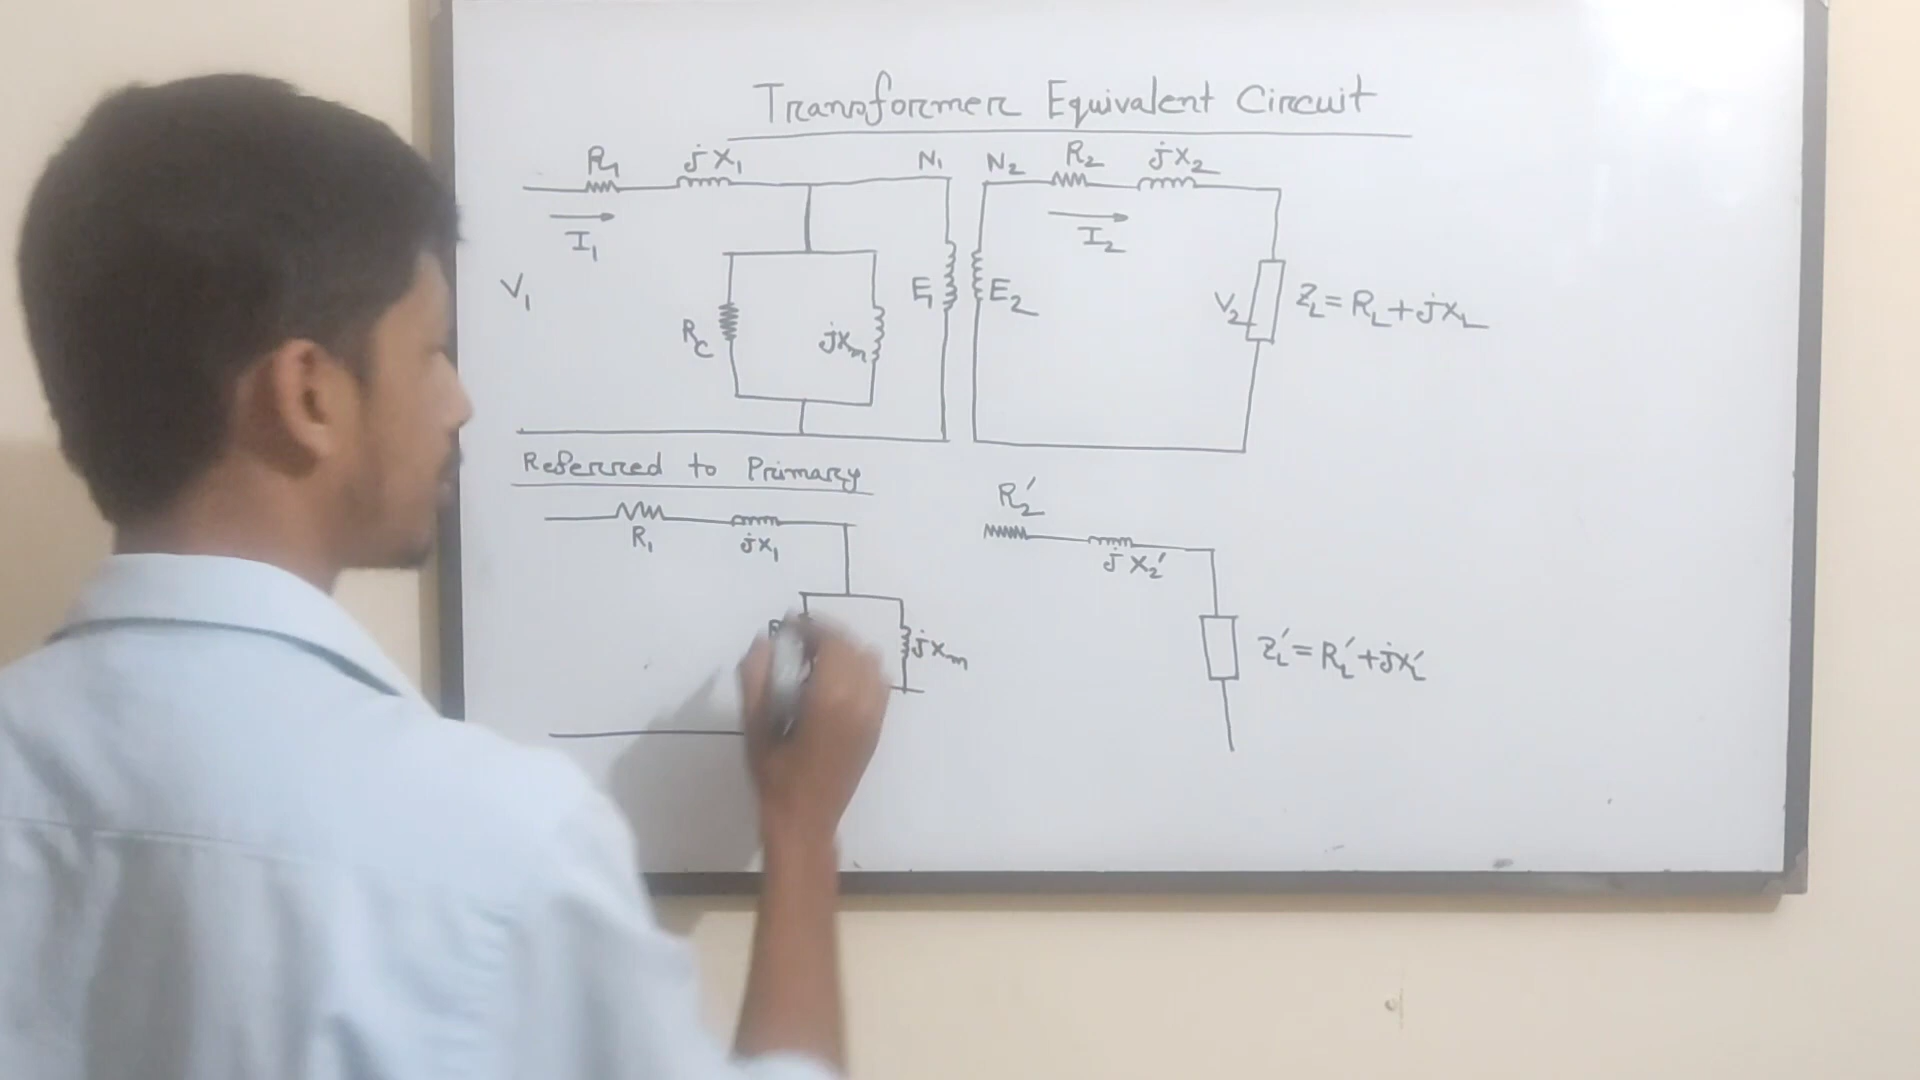 Transformer Equivalent Circuit
R1 jX1 N1 N2 R2 jX2
I1 I2
V1 E1 E2 V2 ZL = RL + jXL
Rc jXm
Referred to Primary
R2'
R1 jX1 jX2'
jXm ZL' = RL' + jXL'